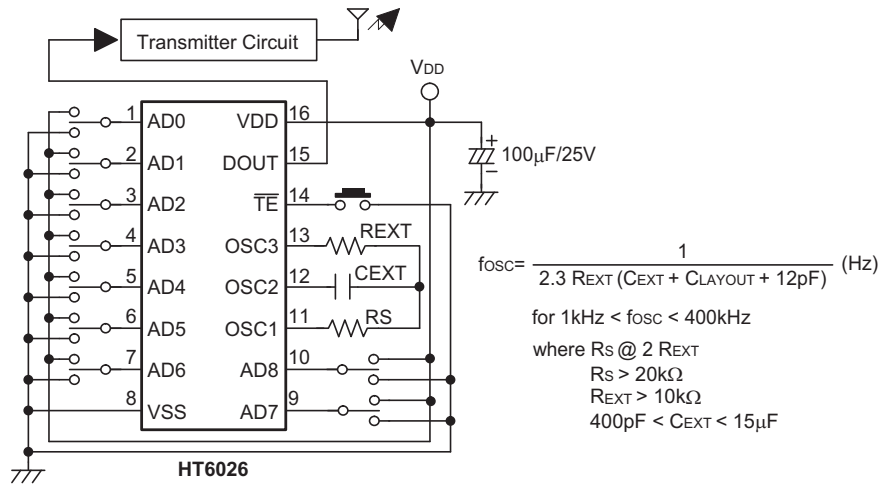 Transmitter Circuit
VDD
1 AD0 VDD 16
2 AD1 DOUT 15
3 AD2 TE 14
4 AD3 OSC3 13 REXT
5 AD4 OSC2 12 CEXT
6 AD5 OSC1 11 RS
7 AD6 AD8 10
8 VSS AD7 9
HT6026
+
100μF/25V
−
fOSC= 1 / 2.3 REXT (CEXT + CLAYOUT + 12pF) (Hz)
for 1kHz < fOSC < 400kHz
where RS @ 2 REXT
RS > 20kΩ
REXT > 10kΩ
400pF < CEXT < 15μF